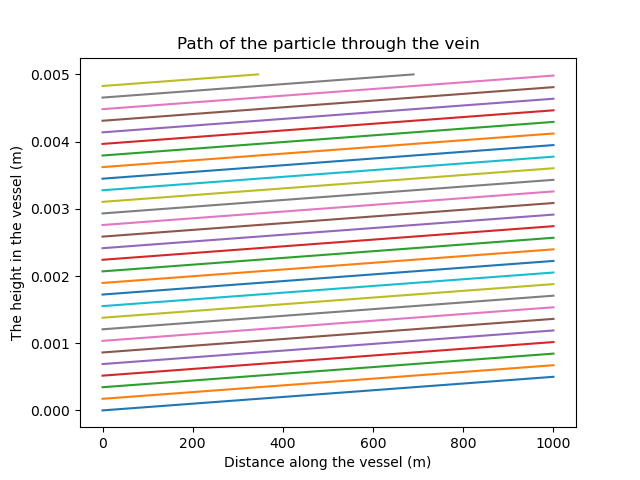 Path of the particle through the vein
0.005
0.004
0.003
0.002
0.001
0.000
The height in the vessel (m)
0 200 400 600 800 1000
Distance along the vessel (m)